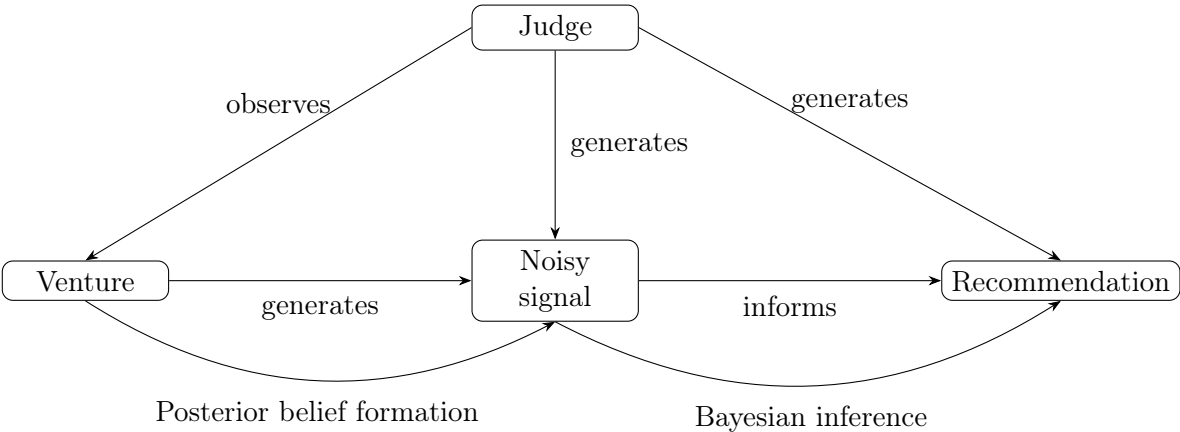 Judge
observes
generates
generates
Venture
Noisy
signal
Recommendation
generates
informs
Posterior belief formation
Bayesian inference